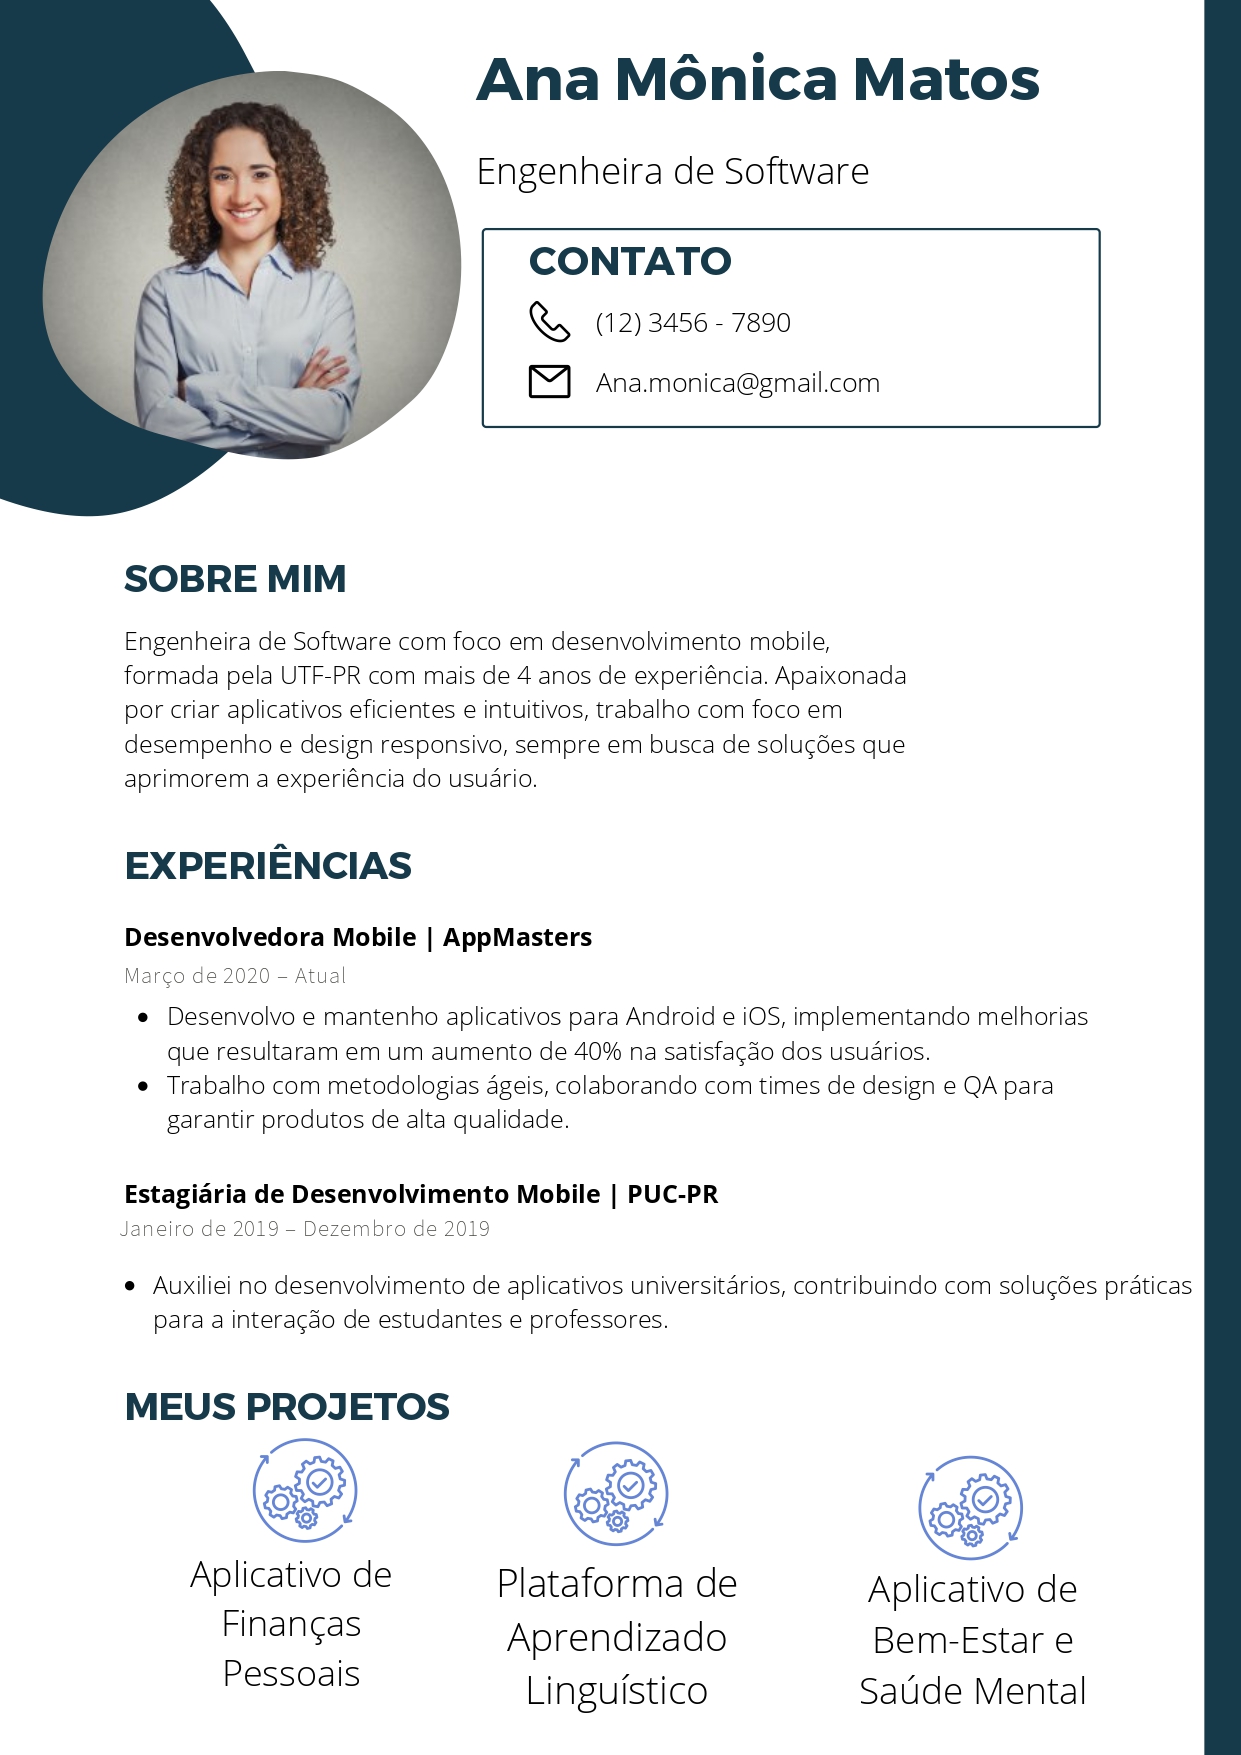 Ana Mônica Matos
Engenheira de Software
CONTATO
(12) 3456 - 7890
Ana.monica@gmail.com
SOBRE MIM
Engenheira de Software com foco em desenvolvimento mobile,
formada pela UTF-PR com mais de 4 anos de experiência. Apaixonada
por criar aplicativos eficientes e intuitivos, trabalho com foco em
desempenho e design responsivo, sempre em busca de soluções que
aprimorem a experiência do usuário.
EXPERIÊNCIAS
Desenvolvedora Mobile | AppMasters
Março de 2020 – Atual
• Desenvolvo e mantenho aplicativos para Android e iOS, implementando melhorias
que resultaram em um aumento de 40% na satisfação dos usuários.
• Trabalho com metodologias ágeis, colaborando com times de design e QA para
garantir produtos de alta qualidade.
Estagiária de Desenvolvimento Mobile | PUC-PR
Janeiro de 2019 – Dezembro de 2019
• Auxiliei no desenvolvimento de aplicativos universitários, contribuindo com soluções práticas
para a interação de estudantes e professores.
MEUS PROJETOS
Aplicativo de
Finanças
Pessoais
Plataforma de
Aprendizado
Linguístico
Aplicativo de
Bem-Estar e
Saúde Mental